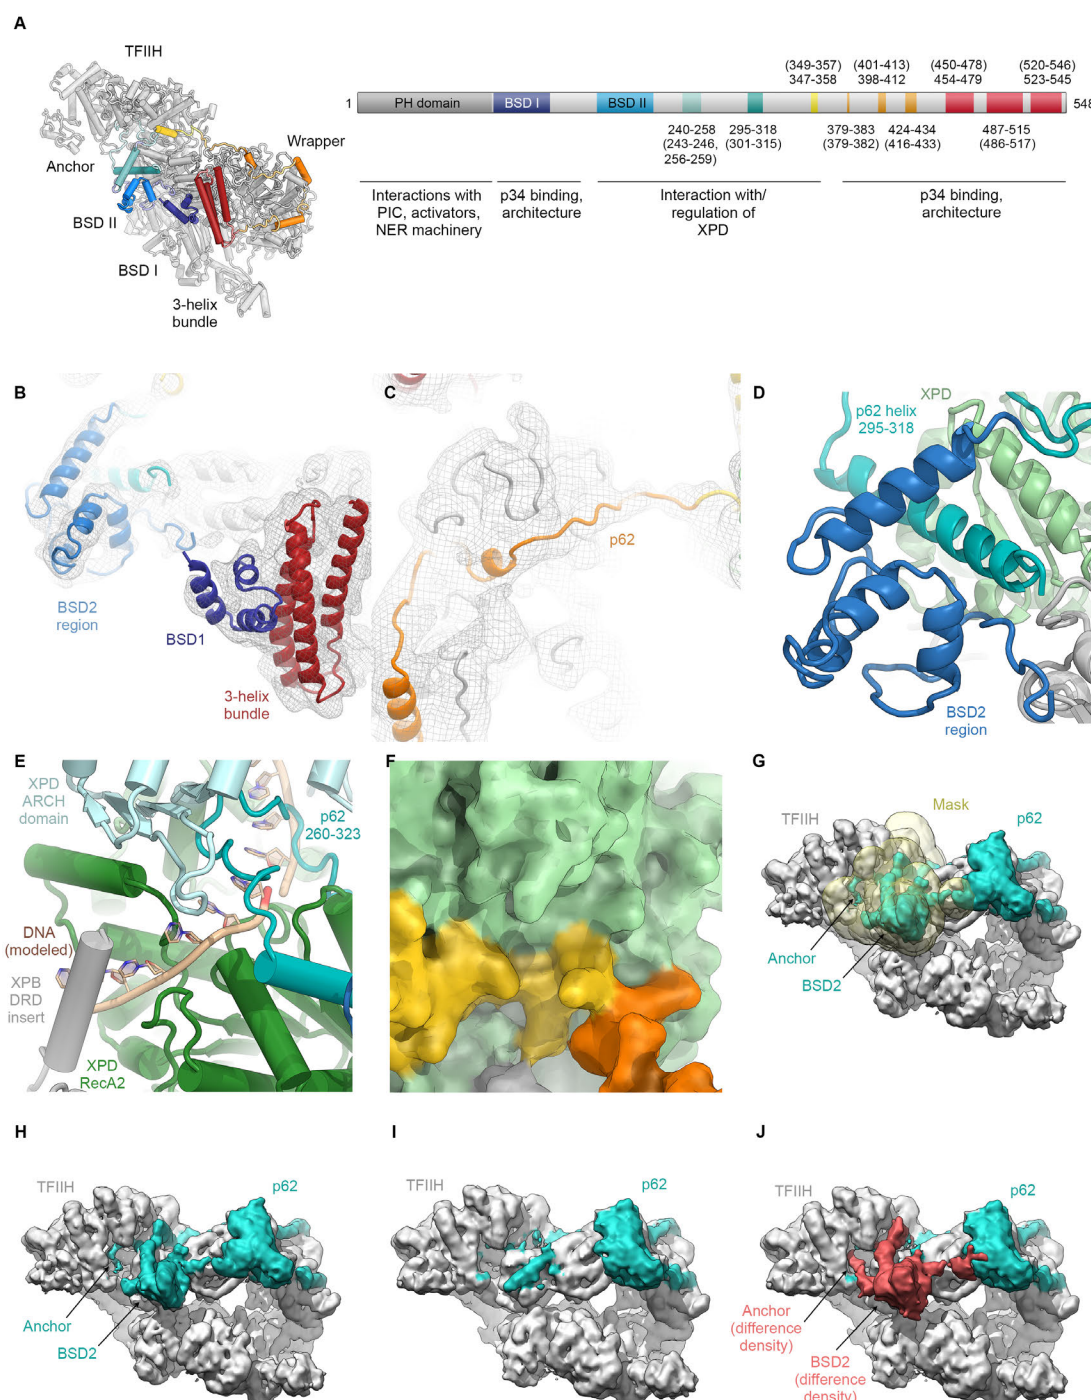 A
TFIIH
Wrapper
Anchor
BSD II
BSD I
3-helix
bundle
(349-357)
347-358
(401-413)
398-412
(450-478)
454-479
(520-546)
523-545
1
PH domain
BSD I
BSD II
548
240-258
(243-246,
256-259)
295-318
(301-315)
379-383
(379-382)
424-434
(416-433)
487-515
(486-517)
Interactions with
PIC, activators,
NER machinery
p34 binding,
architecture
Interaction with/
regulation of
XPD
p34 binding,
architecture
B
BSD2
region
BSD1
3-helix
bundle
C
p62
D
XPD
p62 helix
295-318
BSD2
region
E
XPD
ARCH
domain
p62
260-323
DNA
(modeled)
XPB
DRD
insert
XPD
RecA2
F
G
Mask
TFIIH
p62
Anchor
BSD2
H
TFIIH
p62
Anchor
BSD2
I
TFIIH
p62
J
TFIIH
p62
Anchor
(difference
density)
BSD2
(difference
density)